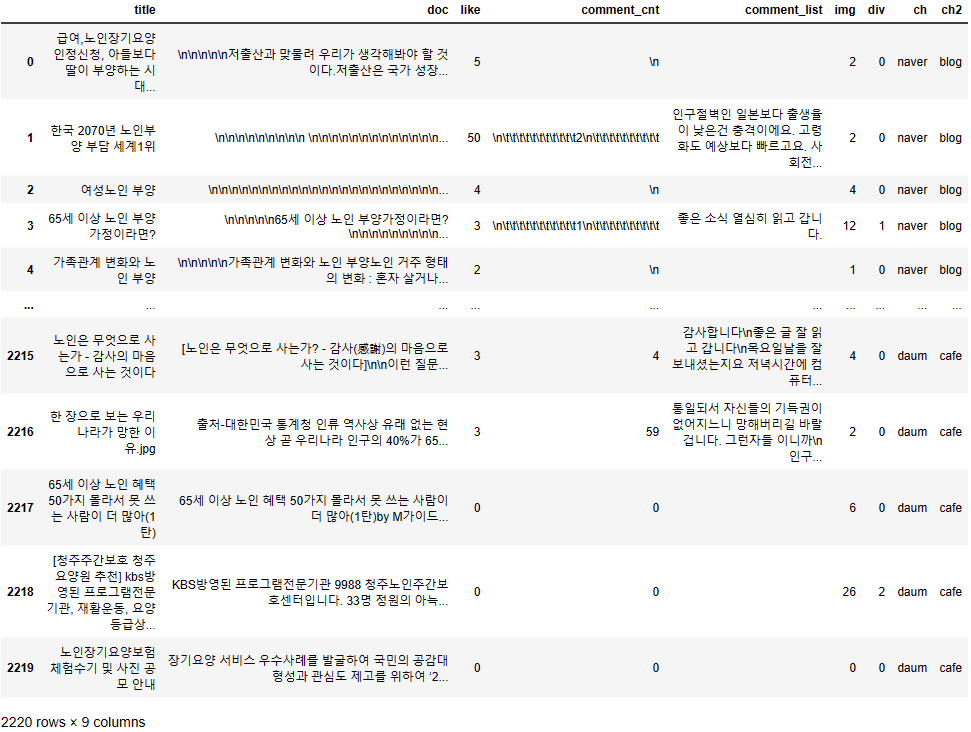 title doc like comment_cnt comment_list img div ch ch2
0 급여,노인장기요양인정신청, 아들보다 딸이 부양하는 시대... \n\n\n\n\n저출산과 맞물려 우리가 생각해봐야 할 것이다.저출산은 국가 성장... 5 \n 2 0 naver blog
1 한국 2070년 노인부양 부담 세계1위 \n\n\n\n\n\n\n\n\n \n\n\n\n\n\n\n\n\n\n\n\n\n... 50 \n\t\t\t\t\t\t\t\t\t\t\t2\n\t\t\t\t\t\t\t\t\t\t\t 인구절벽인 일본보다 출생율이 낮은건 충격이에요. 고령화도 예상보다 빠르고요. 사회전... 2 0 naver blog
2 여성노인 부양 \n\n\n\n\n\n\n\n\n\n\n\n\n\n\n\n\n\n\n\n\n\n\n... 4 \n 4 0 naver blog
3 65세 이상 노인 부양가정이라면? \n\n\n\n\n65세 이상 노인 부양가정이라면?\n\n\n\n\n\n\n\n\n... 3 \n\t\t\t\t\t\t\t\t\t\t\t1\n\t\t\t\t\t\t\t\t\t\t\t 좋은 소식 열심히 읽고 갑니다. 12 1 naver blog
4 가족관계 변화와 노인 부양 \n\n\n\n\n가족관계 변화와 노인 부양노인 거주 형태의 변화 : 혼자 살거나... 2 \n 1 0 naver blog
... ... ... ... ... ... ... ... ... ...
2215 노인은 무엇으로 사는가 - 감사의 마음으로 사는 것이다 [노인은 무엇으로 사는가? - 감사(感謝)의 마음으로 사는 것이다]\n\n이런 질문... 3 4 감사합니다\n좋은 글 잘 읽고 갑니다\n목요일날을 잘 보내셨는지요 저녁시간에 컴퓨터... 4 0 daum cafe
2216 한 장으로 보는 우리나라가 망한 이유.jpg 출처-대한민국 통계청 인류 역사상 유래 없는 현상 곧 우리나라 인구의 40%가 65... 3 59 통일되서 자신들의 기득권이 없어지느니 망해버리길 바랄겁니다. 그런자들 이니까\n인구... 2 0 daum cafe
2217 65세 이상 노인 혜택 50가지 몰라서 못 쓰는 사람이 더 많아(1탄) 65세 이상 노인 혜택 50가지 몰라서 못 쓰는 사람이 더 많아(1탄)by M가이드... 0 0 6 0 daum cafe
2218 [청주주간보호 청주요양원 추천] kbs방영된 프로그램전문기관, 재활운동, 요양등급상... KBS방영된 프로그램전문기관 9988 청주노인주간보호센터입니다. 33명 정원의 아늑... 0 0 26 2 daum cafe
2219 노인장기요양보험 체험수기 및 사진 공모 안내 장기요양 서비스 우수사례를 발굴하여 국민의 공감대 형성과 관심도 제고를 위하여 '2... 0 0 0 0 daum cafe
2220 rows × 9 columns